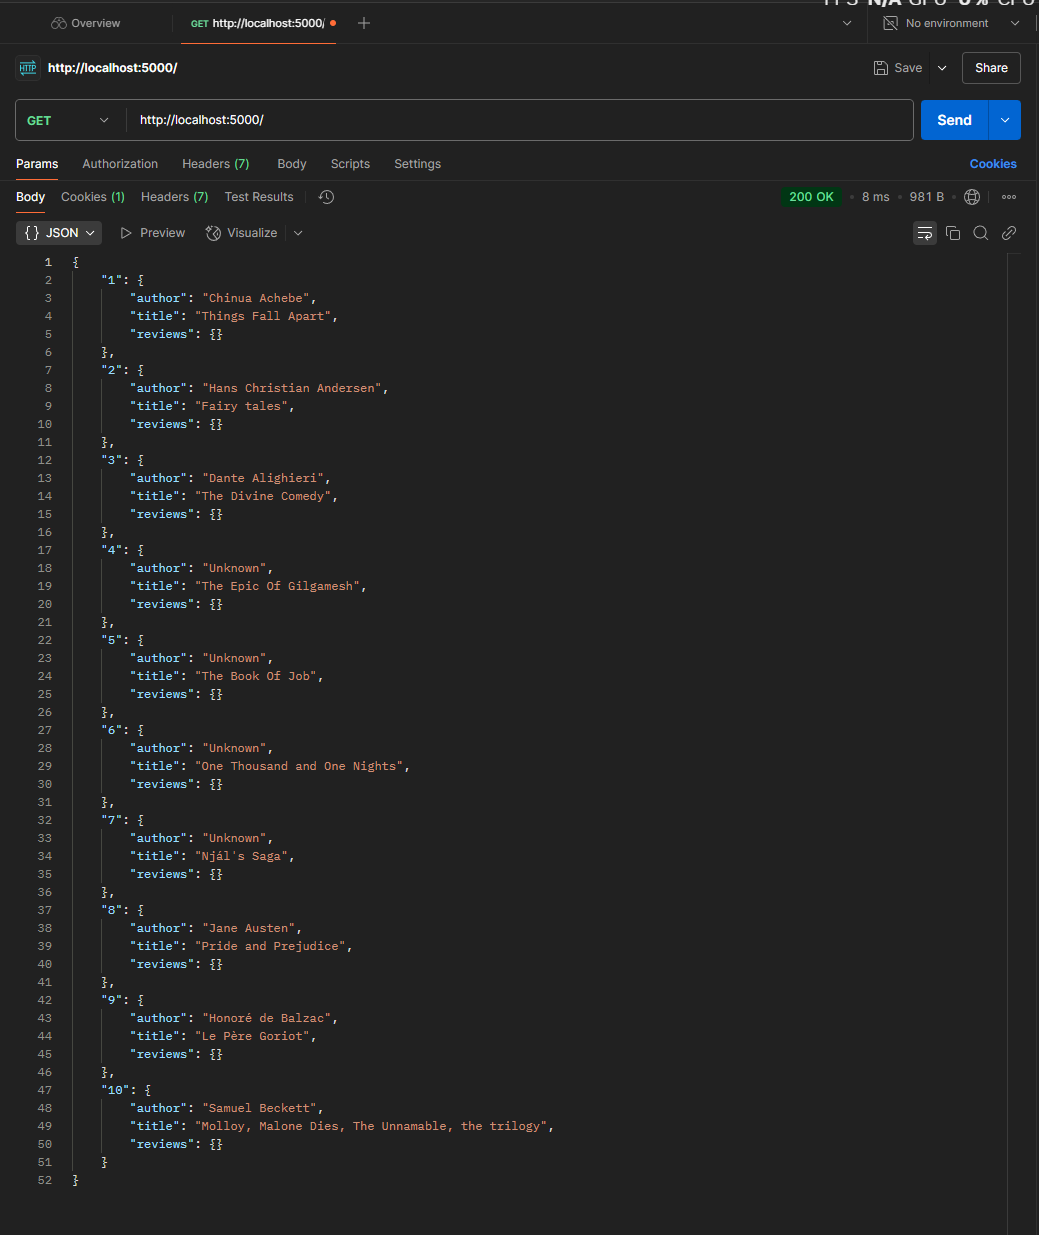 FPS N/A GPU 0% CPU
Overview GET http://localhost:5000/ No environment
HTTP http://localhost:5000/ Save Share
GET http://localhost:5000/ Send
Params Authorization Headers (7) Body Scripts Settings Cookies
Body Cookies (1) Headers (7) Test Results 200 OK 8 ms 981 B
{} JSON Preview Visualize
1 {
2 "1": {
3 "author": "Chinua Achebe",
4 "title": "Things Fall Apart",
5 "reviews": {}
6 },
7 "2": {
8 "author": "Hans Christian Andersen",
9 "title": "Fairy tales",
10 "reviews": {}
11 },
12 "3": {
13 "author": "Dante Alighieri",
14 "title": "The Divine Comedy",
15 "reviews": {}
16 },
17 "4": {
18 "author": "Unknown",
19 "title": "The Epic Of Gilgamesh",
20 "reviews": {}
21 },
22 "5": {
23 "author": "Unknown",
24 "title": "The Book Of Job",
25 "reviews": {}
26 },
27 "6": {
28 "author": "Unknown",
29 "title": "One Thousand and One Nights",
30 "reviews": {}
31 },
32 "7": {
33 "author": "Unknown",
34 "title": "Njál's Saga",
35 "reviews": {}
36 },
37 "8": {
38 "author": "Jane Austen",
39 "title": "Pride and Prejudice",
40 "reviews": {}
41 },
42 "9": {
43 "author": "Honoré de Balzac",
44 "title": "Le Père Goriot",
45 "reviews": {}
46 },
47 "10": {
48 "author": "Samuel Beckett",
49 "title": "Molloy, Malone Dies, The Unnamable, the trilogy",
50 "reviews": {}
51 }
52 }